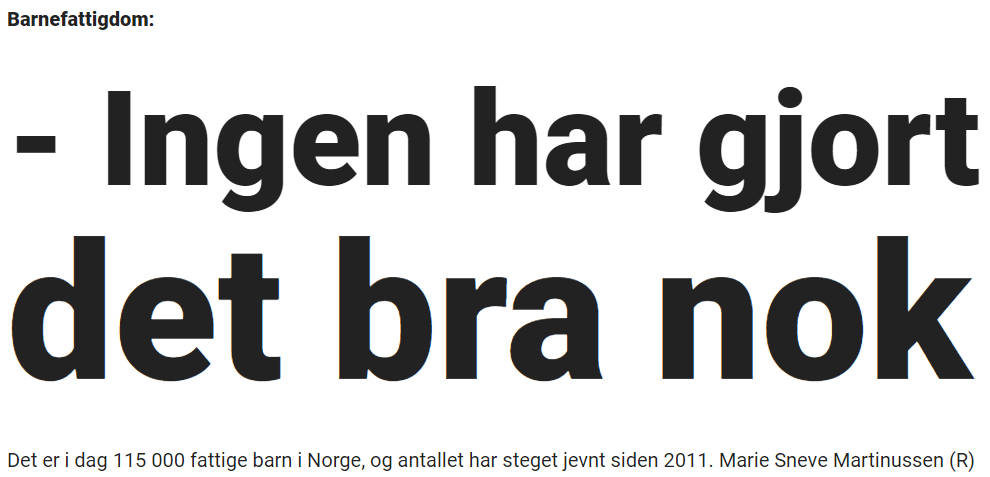 Barnefattigdom:
- Ingen har gjort
det bra nok
Det er i dag 115 000 fattige barn i Norge, og antallet har steget jevnt siden 2011. Marie Sneve Martinussen (R)